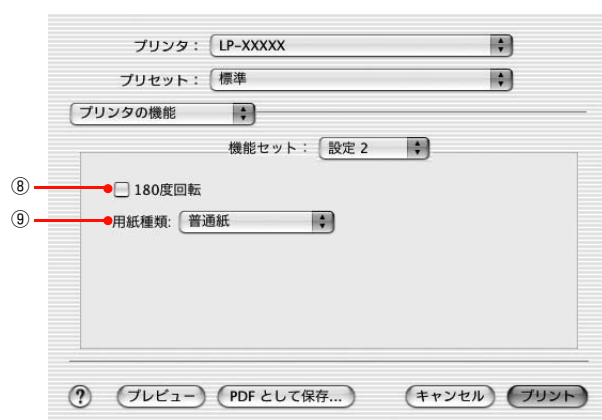 プリンタ： LP-XXXXX
プリセット： 標準
プリンタの機能
機能セット： 設定 2
⑧ 180度回転
⑨ 用紙種類: 普通紙
? プレビュー PDF として保存... キャンセル プリント